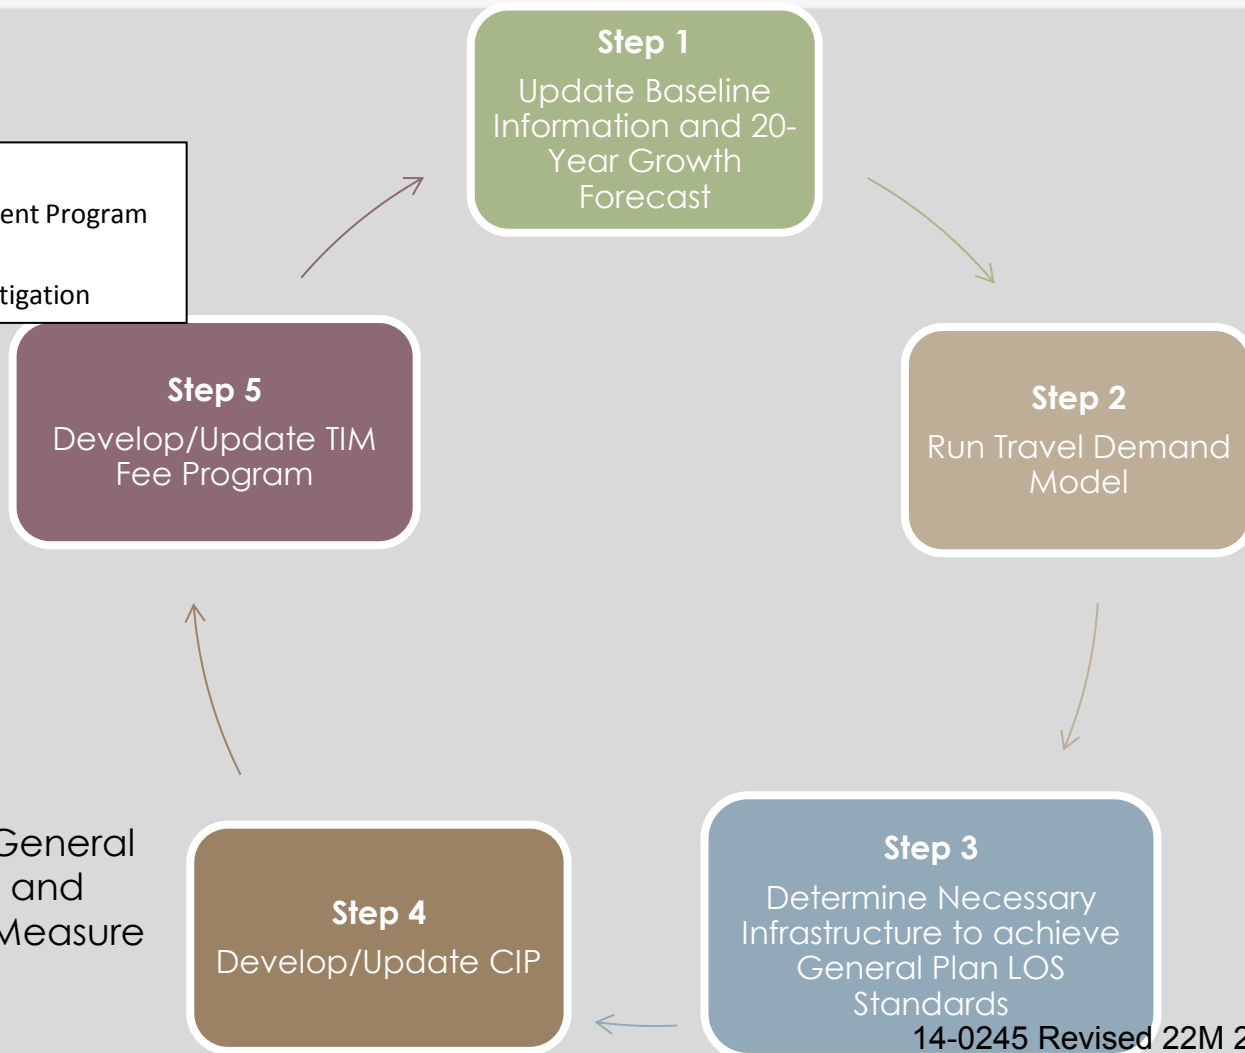 Step 1
Update Baseline
Information and 20-
Year Growth
Forecast
ent Program
tigation
Step 5
Develop/Update TIM
Fee Program
Step 2
Run Travel Demand
Model
General
and
Measure
Step 4
Develop/Update CIP
Step 3
Determine Necessary
Infrastructure to achieve
General Plan LOS
Standards
14-0245 Revised 22M 2